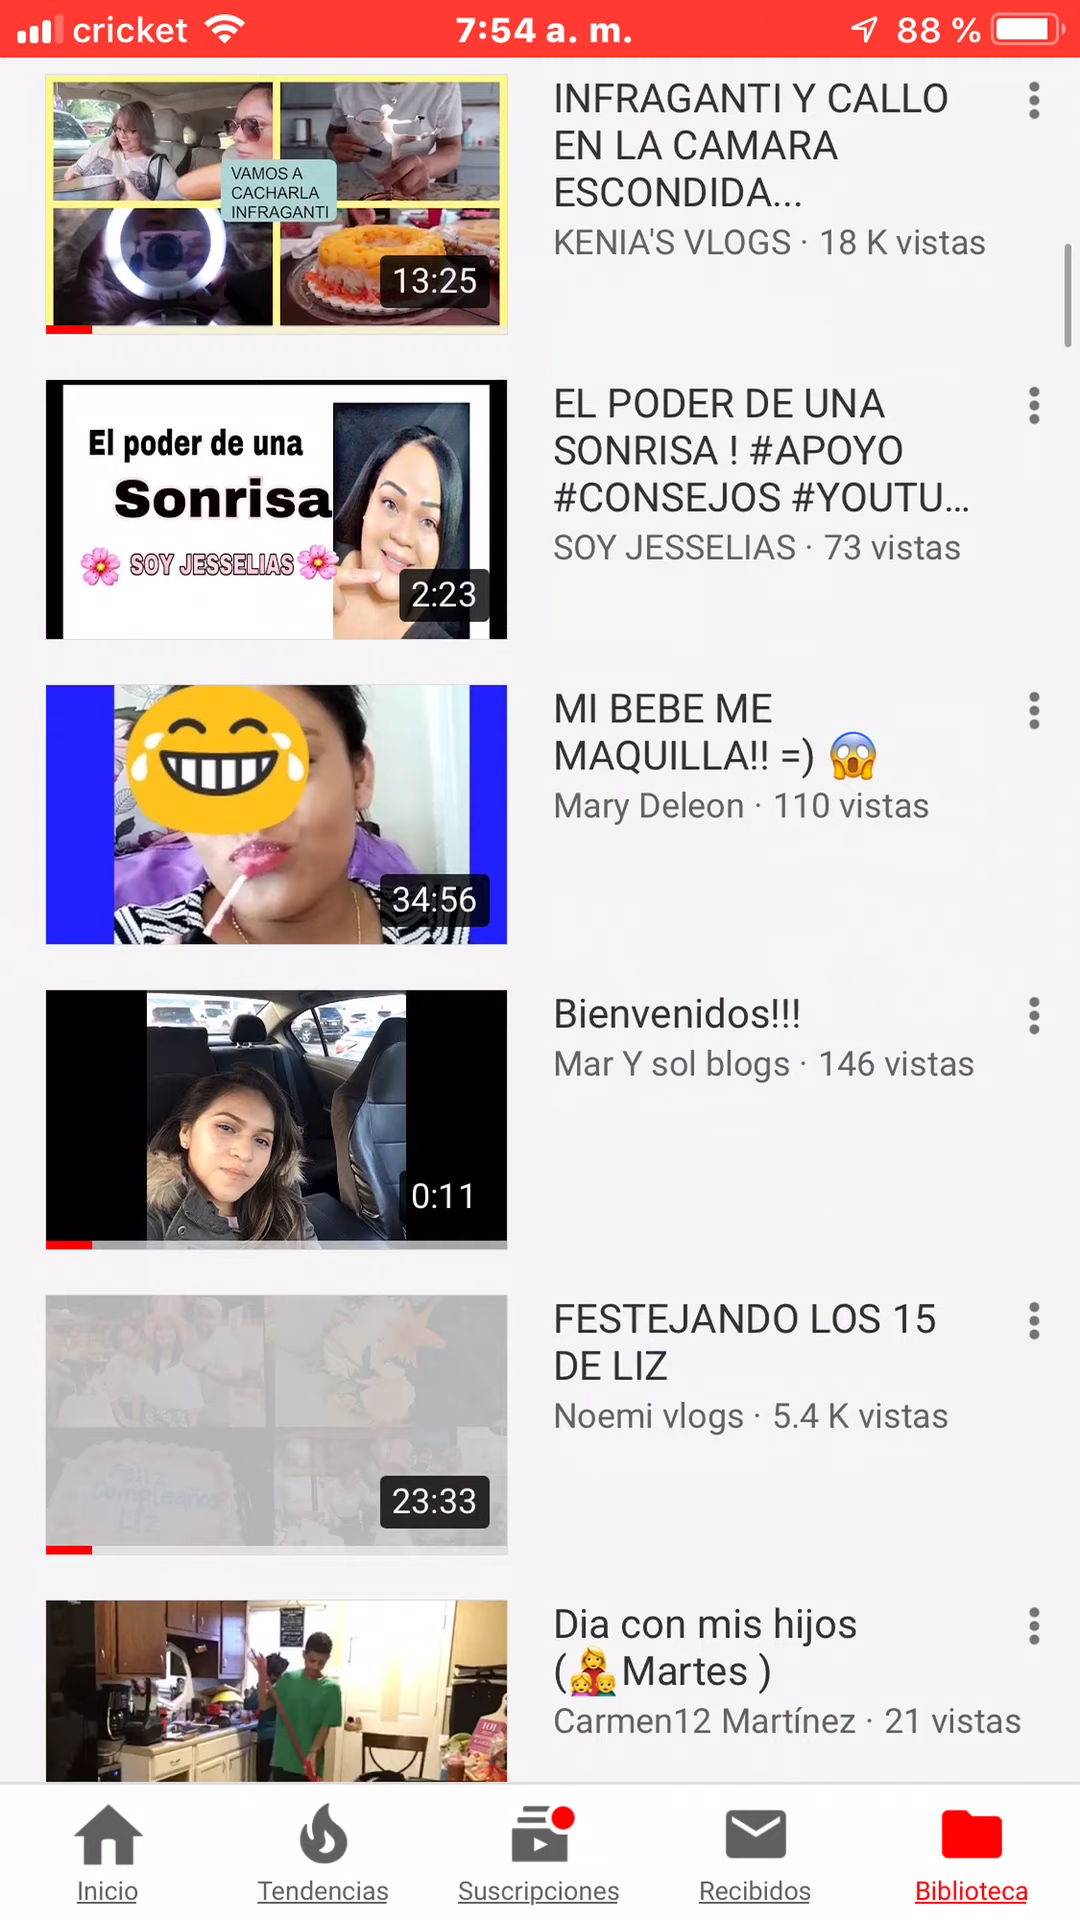 cricket 7:54 a. m. 88 %
VAMOS A
CACHARLA
INFRAGANTI
13:25
INFRAGANTI Y CALLO
EN LA CAMARA
ESCONDIDA...
KENIA'S VLOGS · 18 K vistas
El poder de una
Sonrisa
🌸 SOY JESSELIAS 🌸
2:23
EL PODER DE UNA
SONRISA ! #APOYO
#CONSEJOS #YOUTU...
SOY JESSELIAS · 73 vistas
34:56
MI BEBE ME
MAQUILLA!! =) 😱
Mary Deleon · 110 vistas
0:11
Bienvenidos!!!
Mar Y sol blogs · 146 vistas
Feliz
Cumpleaños
LIZ
23:33
FESTEJANDO LOS 15
DE LIZ
Noemi vlogs · 5.4 K vistas
Dia con mis hijos
(👩‍👧‍👦Martes )
Carmen12 Martínez · 21 vistas
Inicio Tendencias Suscripciones Recibidos Biblioteca